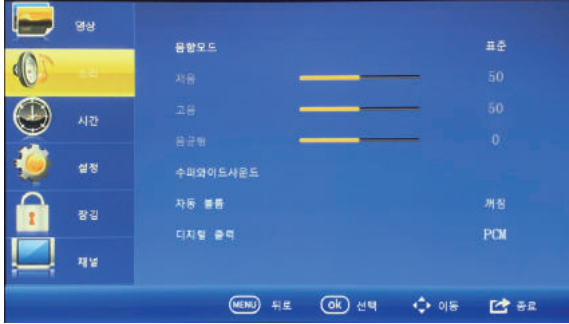 영상
소리
시간
설정
잠김
채널
음향모드 표준
저음 50
고음 50
음균형 0
수퍼와이드사운드
자동 볼륨 꺼짐
디지털 출력 PCM
MENU 뒤로 ok 선택 이동 종료